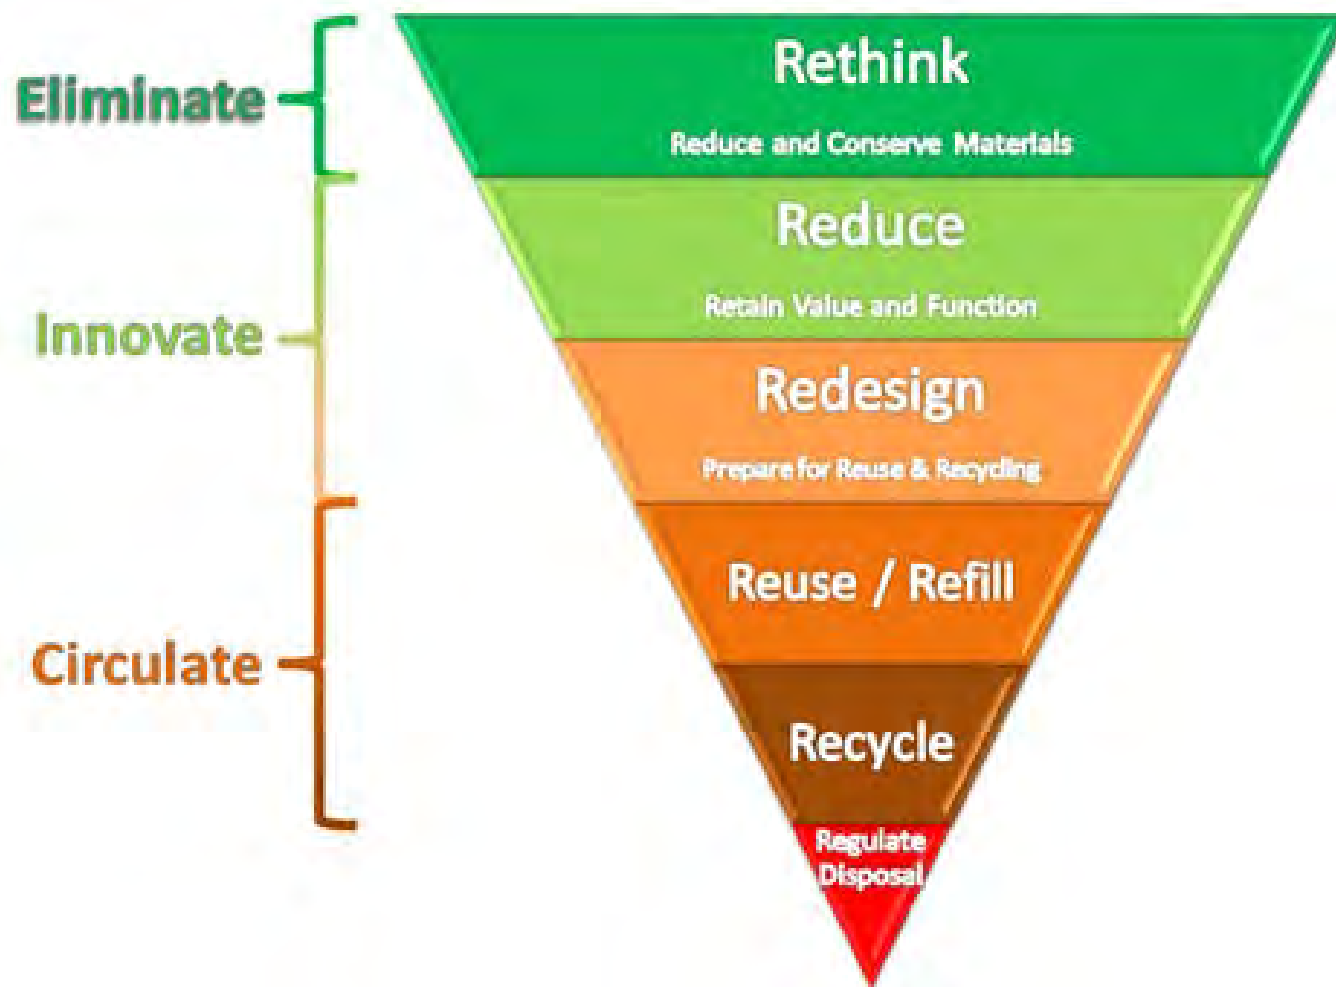 Eliminate
Rethink
Reduce and Conserve Materials
Innovate
Reduce
Retain Value and Function
Redesign
Prepare for Reuse & Recycling
Circulate
Reuse / Refill
Recycle
Regulate
Disposal